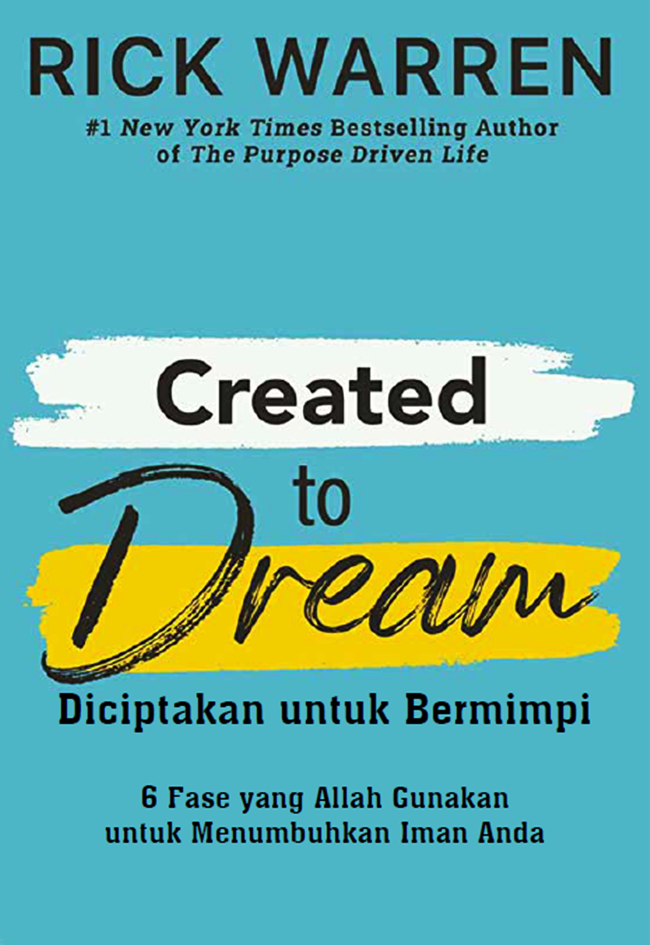 RICK WARREN
#1 New York Times Bestselling Author
of The Purpose Driven Life
Created
to
Dream
Diciptakan untuk Bermimpi
6 Fase yang Allah Gunakan
untuk Menumbuhkan Iman Anda